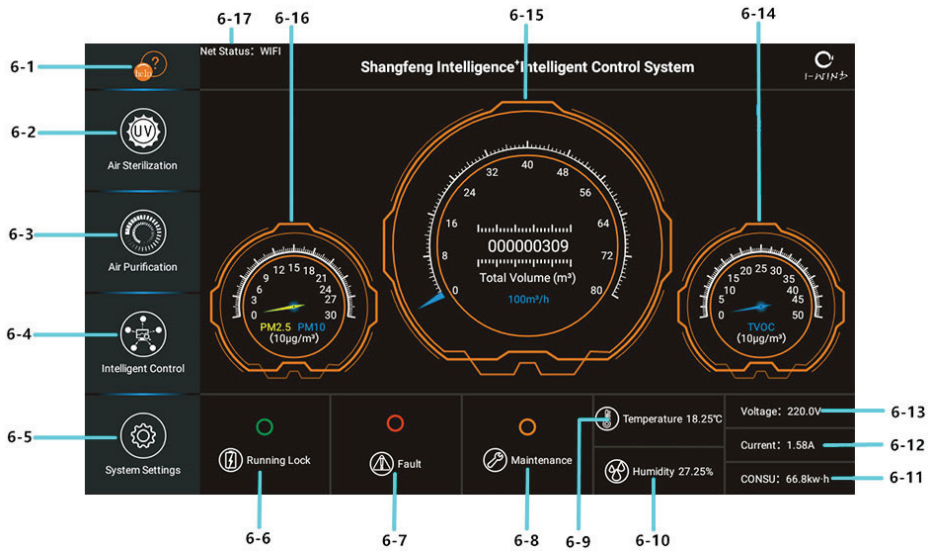 6-17
6-16
6-15
6-14
6-1
help
?
Net Status: WIFI
Shangfeng Intelligence+Intelligent Control System
I-WIND
6-2
UV
Air Sterilization
6-3
Air Purification
6-4
Intelligent Control
6-5
System Settings
0
3
6
9
12
15
18
21
24
27
30
PM2.5 PM10
(10μg/m³)
0
8
16
24
32
40
48
56
64
72
80
000000309
Total Volume (m³)
100m³/h
0
5
10
15
20
25
30
35
40
45
50
TVOC
(10μg/m³)
Running Lock
Fault
Maintenance
Temperature 18.25℃
Humidity 27.25%
Voltage: 220.0V
6-13
Current: 1.58A
6-12
CONSU: 66.8kw·h
6-11
6-6
6-7
6-8
6-9
6-10